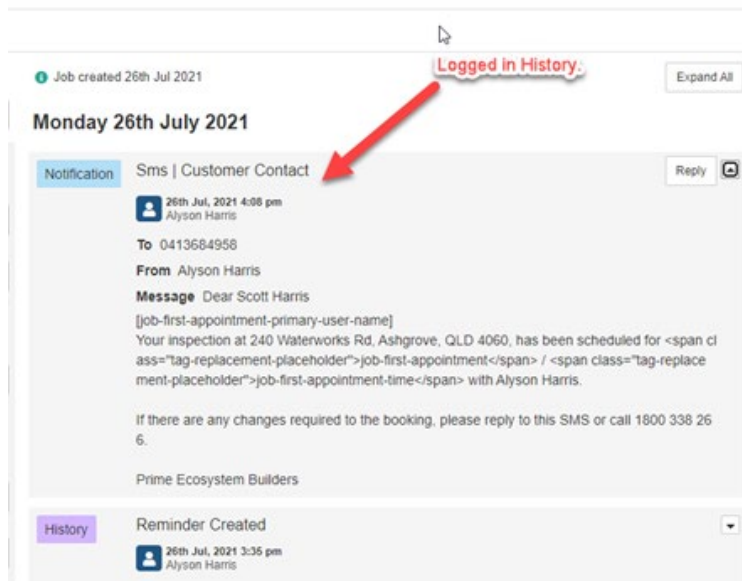 Logged in History.
Job created 26th Jul 2021
Expand All
Monday 26th July 2021
Notification
Sms | Customer Contact
Reply
26th Jul, 2021 4:08 pm
Alyson Harris
To 0413684958
From Alyson Harris
Message Dear Scott Harris
[job-first-appointment-primary-user-name]
Your inspection at 240 Waterworks Rd, Ashgrove, QLD 4060, has been scheduled for <span cl
ass="tag-replacement-placeholder">job-first-appointment</span> / <span class="tag-replace
ment-placeholder">job-first-appointment-time</span> with Alyson Harris.
If there are any changes required to the booking, please reply to this SMS or call 1800 338 26
6.
Prime Ecosystem Builders
History
Reminder Created
26th Jul, 2021 3:35 pm
Alyson Harris